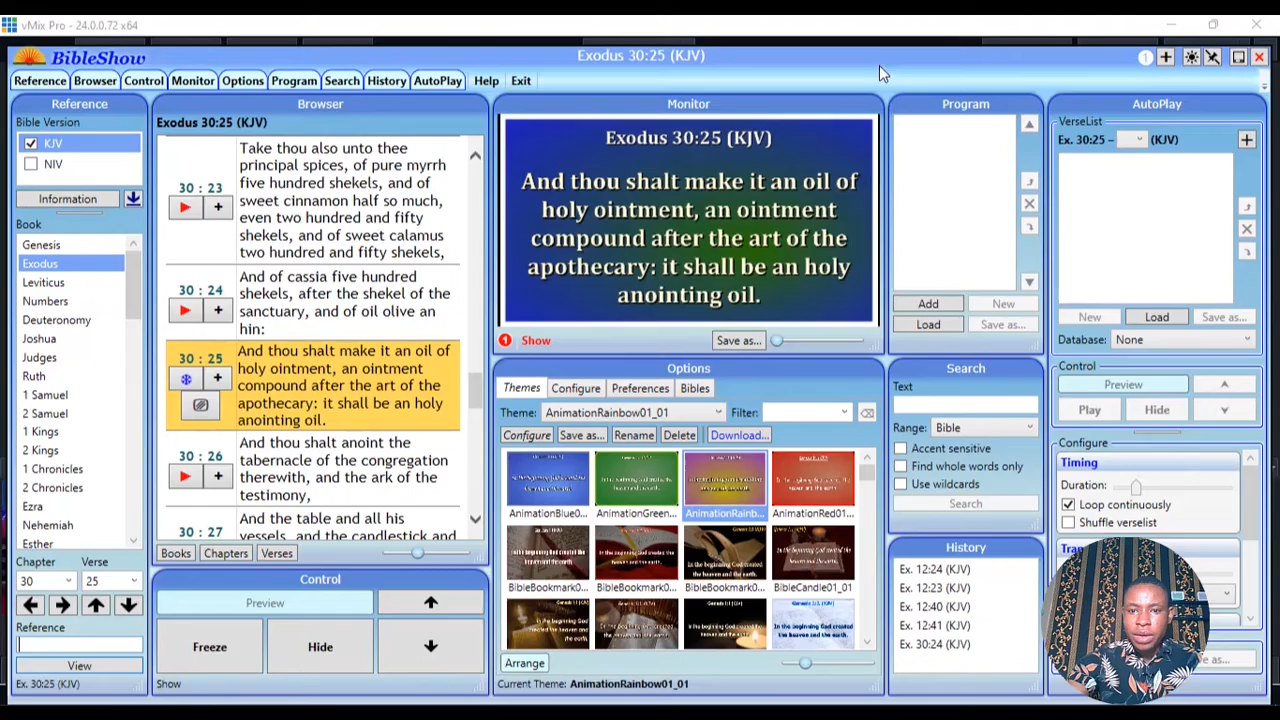 vMix Pro - 24.0.0.72 x64
BibleShow
Exodus 30:25 (KJV)
1
Reference
Browser
Control
Monitor
Options
Program
Search
History
AutoPlay
Help
Exit
Reference
Bible Version
KJV
NIV
Information
Book
Genesis
Exodus
Leviticus
Numbers
Deuteronomy
Joshua
Judges
Ruth
1 Samuel
2 Samuel
1 Kings
2 Kings
1 Chronicles
2 Chronicles
Ezra
Nehemiah
Esther
Chapter
Verse
30
25
Reference
View
Ex. 30:25 (KJV)
Browser
Exodus 30:25 (KJV)
30 : 23
Take thou also unto thee
principal spices, of pure myrrh
five hundred shekels, and of
sweet cinnamon half so much,
even two hundred and fifty
shekels, and of sweet calamus
two hundred and fifty shekels,
30 : 24
And of cassia five hundred
shekels, after the shekel of the
sanctuary, and of oil olive an
hin:
30 : 25
And thou shalt make it an oil of
holy ointment, an ointment
compound after the art of the
apothecary: it shall be an holy
anointing oil.
30 : 26
And thou shalt anoint the
tabernacle of the congregation
therewith, and the ark of the
testimony,
30 : 27
And the table and all his
vessels, and the candlestick and
Books
Chapters
Verses
Control
Preview
Freeze
Hide
Show
Monitor
Exodus 30:25 (KJV)
And thou shalt make it an oil of
holy ointment, an ointment
compound after the art of the
apothecary: it shall be an holy
anointing oil.
1
Show
Save as...
Options
Themes
Configure
Preferences
Bibles
Theme:
AnimationRainbow01_01
Filter:
Configure
Save as...
Rename
Delete
Download...
AnimationBlue0...
AnimationGreen...
AnimationRainb...
AnimationRed01...
BibleBookmark0...
BibleBookmark0...
BibleBookmark0...
BibleCandle01_01
Arrange
Current Theme: AnimationRainbow01_01
Program
Add
New
Load
Save as...
Search
Text
Range:
Bible
Accent sensitive
Find whole words only
Use wildcards
Search
History
Ex. 12:24 (KJV)
Ex. 12:23 (KJV)
Ex. 12:40 (KJV)
Ex. 12:41 (KJV)
Ex. 30:24 (KJV)
AutoPlay
VerseList
Ex. 30:25 –
(KJV)
New
Load
Save as...
Database:
None
Control
Preview
Play
Hide
Configure
Timing
Duration:
Loop continuously
Shuffle verselist